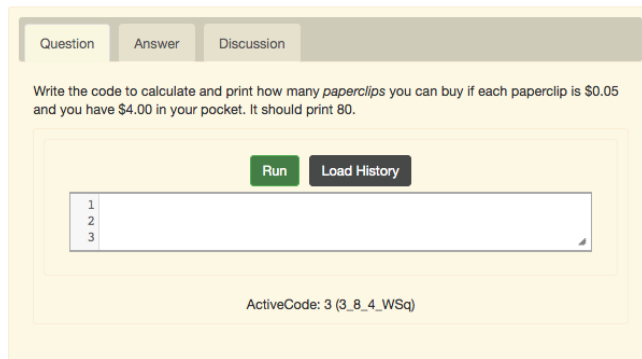 Question Answer Discussion
Write the code to calculate and print how many paperclips you can buy if each paperclip is $0.05
and you have $4.00 in your pocket. It should print 80.
Run Load History
1
2
3
ActiveCode: 3 (3_8_4_WSq)